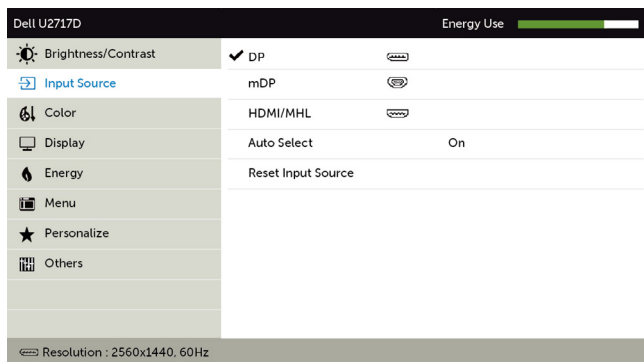 Dell U2717D Energy Use
Brightness/Contrast
Input Source
Color
Display
Energy
Menu
Personalize
Others
DP
mDP
HDMI/MHL
Auto Select On
Reset Input Source
Resolution : 2560x1440, 60Hz